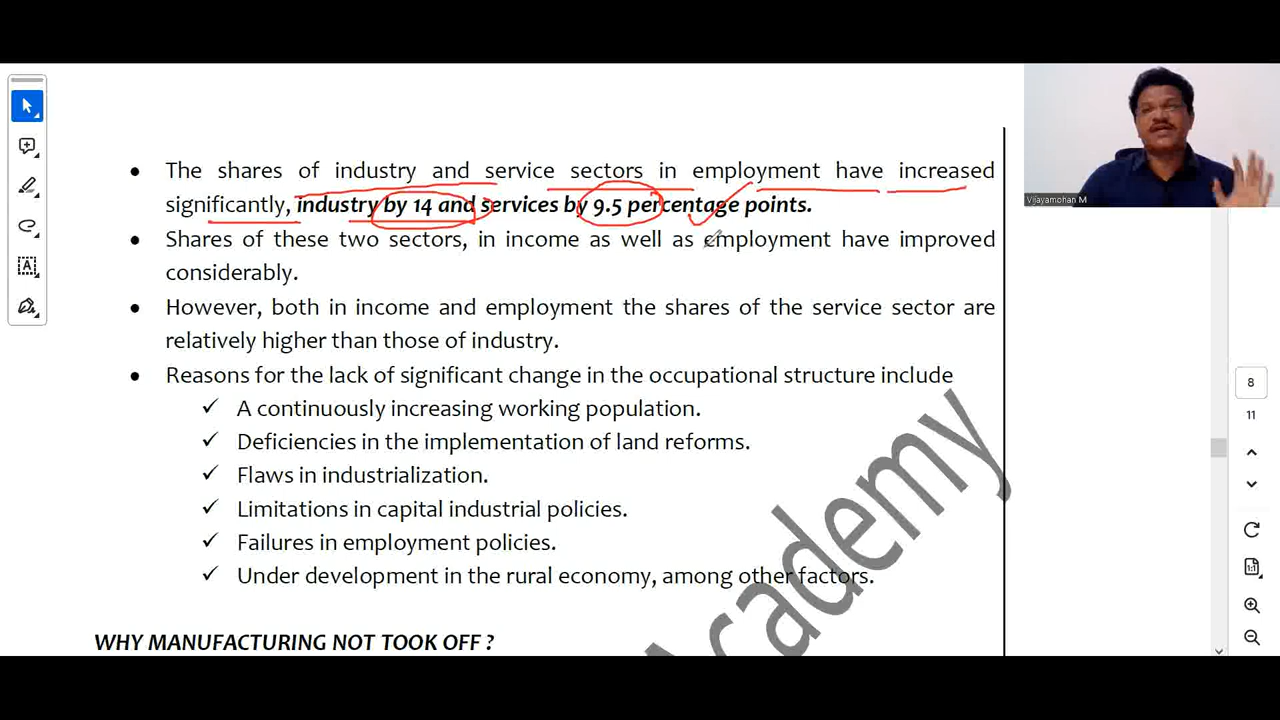 Vijayamohan M
• The shares of industry and service sectors in employment have increased
significantly, industry by 14 and services by 9.5 percentage points.
• Shares of these two sectors, in income as well as employment have improved
considerably.
• However, both in income and employment the shares of the service sector are
relatively higher than those of industry.
• Reasons for the lack of significant change in the occupational structure include
✓ A continuously increasing working population.
✓ Deficiencies in the implementation of land reforms.
✓ Flaws in industrialization.
✓ Limitations in capital industrial policies.
✓ Failures in employment policies.
✓ Under development in the rural economy, among other factors.
WHY MANUFACTURING NOT TOOK OFF ?
Academy
8
11
1:1